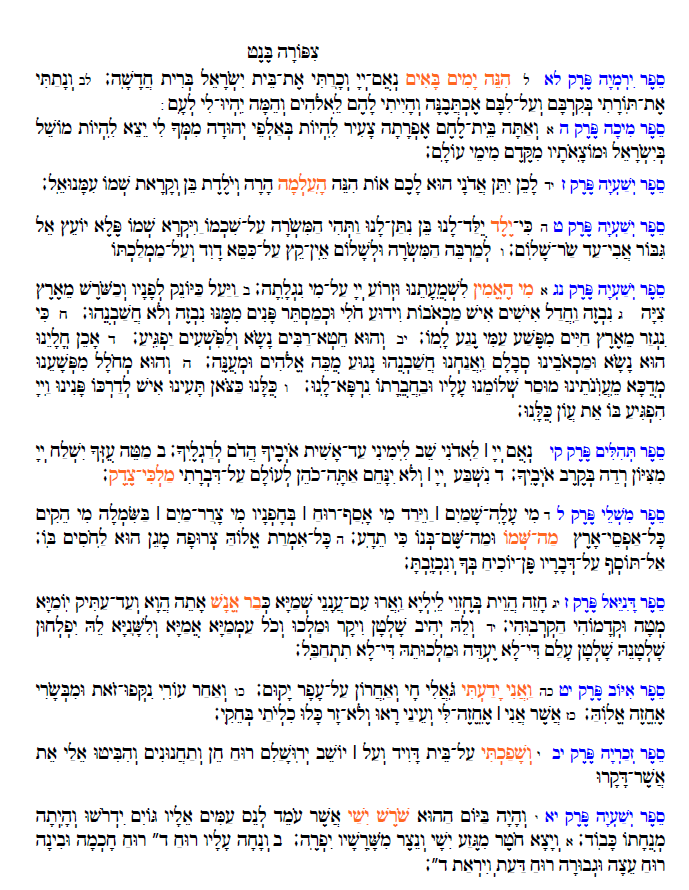 צִפּוֹרָה בֶּנֶט
סֵפֶר יִרְמְיָה פֶּרֶק לא ל הִנֵּה יָמִים בָּאִים נְאֻם־יְיָ וְכָרַתִּי אֶת־בֵּית יִשְׂרָאֵל בְּרִית חֲדָשָׁה; לב וְנָתַתִּי
אֶת־תּוֹרָתִי בְּקִרְבָּם וְעַל־לִבָּם אֶכְתֲּבֶנָּה וְהָיִיתִי לָהֶם לֵאלֹהִים וְהֵמָּה יִהְיוּ־לִי לְעָם;
סֵפֶר מִיכָה פֶּרֶק ה א וְאַתָּה בֵּית־לֶחֶם אֶפְרָתָה צָעִיר לִהְיוֹת בְּאַלְפֵי יְהוּדָה מִמְּךָ לִי יֵצֵא לִהְיוֹת מוֹשֵׁל
בְּיִשְׂרָאֵל וּמוֹצָאֹתָיו מִקֶּדֶם מִימֵי עוֹלָם;
סֵפֶר יְשַׁעְיָה פֶּרֶק ז יד לָכֵן יִתֵּן אֲדֹנָי הוּא לָכֶם אוֹת הִנֵּה הָעַלְמָה הָרָה וְיֹלֶדֶת בֵּן וְקָרָאת שְׁמוֹ עִמָּנוּאֵל;
סֵפֶר יְשַׁעְיָה פֶּרֶק ט ה כִּי־יֶלֶד יֻלַּד־לָנוּ בֵּן נִתַּן־לָנוּ וַתְּהִי הַמִּשְׂרָה עַל־שִׁכְמוֹ וַיִּקְרָא שְׁמוֹ פֶּלֶא יוֹעֵץ אֵל
גִּבּוֹר אֲבִי־עַד שַׂר־שָׁלוֹם; ו לְמַרְבֵּה הַמִּשְׂרָה וּלְשָׁלוֹם אֵין־קֵץ עַל־כִּסֵּא דָוִד וְעַל־מַמְלַכְתּוֹ
סֵפֶר יְשַׁעְיָה פֶּרֶק נג א מִי הֶאֱמִין לִשְׁמֻעָתֵנוּ וּזְרוֹעַ יְיָ עַל־מִי נִגְלָתָה; ב וַיַּעַל כַּיּוֹנֵק לְפָנָיו וְכַשֹּׁרֶשׁ מֵאֶרֶץ
צִיָּה ג נִבְזֶה וַחֲדַל אִישִׁים אִישׁ מַכְאֹבוֹת וִידוּעַ חֹלִי וּכְמַסְתֵּר פָּנִים מִמֶּנּוּ נִבְזֶה וְלֹא חֲשַׁבְנֻהוּ; ח כִּי
נִגְזַר מֵאֶרֶץ חַיִּים מִפֶּשַׁע עַמִּי נֶגַע לָמוֹ; יב וְהוּא חֵטְא־רַבִּים נָשָׂא וְלַפֹּשְׁעִים יַפְגִּיעַ; ד אָכֵן חֳלָיֵנוּ
הוּא נָשָׂא וּמַכְאֹבֵינוּ סְבָלָם וַאֲנַחְנוּ חֲשַׁבְנֻהוּ נָגוּעַ מֻכֵּה אֱלֹהִים וּמְעֻנֶּה; ה וְהוּא מְחֹלָל מִפְּשָׁעֵנוּ
מְדֻכָּא מֵעֲוֺנֹתֵינוּ מוּסַר שְׁלוֹמֵנוּ עָלָיו וּבַחֲבֻרָתוֹ נִרְפָּא־לָנוּ; ו כֻּלָּנוּ כַּצֹּאן תָּעִינוּ אִישׁ לְדַרְכּוֹ פָּנִינוּ וַיְיָ
הִפְגִּיעַ בּוֹ אֵת עֲוֺן כֻּלָּנוּ;
סֵפֶר תְּהִלִּים פֶּרֶק קי נְאֻם יְיָ | לַאדֹנִי שֵׁב לִימִינִי עַד־אָשִׁית אֹיְבֶיךָ הֲדֹם לְרַגְלֶיךָ; ב מַטֵּה עֻזְּךָ יִשְׁלַח יְיָ
מִצִּיּוֹן רְדֵה בְּקֶרֶב אֹיְבֶיךָ; ד נִשְׁבַּע יְיָ | וְלֹא יִנָּחֵם אַתָּה־כֹהֵן לְעוֹלָם עַל־דִּבְרָתִי מַלְכִּי־צֶדֶק;
סֵפֶר מִשְׁלֵי פֶּרֶק ל ד מִי עָלָה־שָׁמַיִם | וַיֵּרַד מִי אָסַף־רוּחַ | בְּחָפְנָיו מִי צָרַר־מַיִם | בַּשִּׂמְלָה מִי הֵקִים
כָּל־אַפְסֵי־אָרֶץ מַה־שְּׁמוֹ וּמַה־שֶּׁם־בְּנוֹ כִּי תֵדָע; ה כָּל־אִמְרַת אֱלוֹהַּ צְרוּפָה מָגֵן הוּא לַחֹסִים בּוֹ;
אַל־תּוֹסְףְּ עַל־דְּבָרָיו פֶּן־יוֹכִיחַ בְּךָ וְנִכְזָבְתָּ;
סֵפֶר דָּנִיֵּאל פֶּרֶק ז יג חָזֵה הֲוֵית בְּחֶזְוֵי לֵילְיָא וַאֲרוּ עִם־עֲנָנֵי שְׁמַיָּא כְּבַר אֱנָשׁ אָתֵה הֲוָא וְעַד־עַתִּיק יוֹמַיָּא
מְטָה וּקְדָמוֹהִי הַקְרְבוּהִי; יד וְלֵהּ יְהִיב שָׁלְטָן וִיקָר וּמַלְכוּ וְכֹל עַמְמַיָּא אֻמַיָּא וְלִשָּׁנַיָּא לֵהּ יִפְלְחוּן
שָׁלְטָנֵהּ שָׁלְטָן עָלַם דִּי־לָא יֶעְדֵּה וּמַלְכוּתֵהּ דִּי־לָא תִתְחַבַּל;
סֵפֶר אִיּוֹב פֶּרֶק יט כה וַאֲנִי יָדַעְתִּי גֹּאֲלִי חָי וְאַחֲרוֹן עַל־עָפָר יָקוּם; כו וְאַחַר עוֹרִי נִקְּפוּ־זֹאת וּמִבְּשָׂרִי
אֶחֱזֶה אֱלוֹהַּ; כז אֲשֶׁר אֲנִי | אֶחֱזֶה־לִּי וְעֵינַי רָאוּ וְלֹא־זָר כָּלוּ כִלְיֹתַי בְּחֵקִי;
סֵפֶר זְכַרְיָה פֶּרֶק יב י וְשָׁפַכְתִּי עַל־בֵּית דָּוִיד וְעַל | יוֹשֵׁב יְרוּשָׁלִַם רוּחַ חֵן וְתַחֲנוּנִים וְהִבִּיטוּ אֵלַי אֵת
אֲשֶׁר־דָּקָרוּ
סֵפֶר יְשַׁעְיָה פֶּרֶק יא י וְהָיָה בַּיּוֹם הַהוּא שֹׁרֶשׁ יִשַׁי אֲשֶׁר עֹמֵד לְנֵס עַמִּים אֵלָיו גּוֹיִם יִדְרֹשׁוּ וְהָיְתָה
מְנֻחָתוֹ כָּבוֹד; א וְיָצָא חֹטֶר מִגֵּזַע יִשָׁי וְנֵצֶר מִשָּׁרָשָׁיו יִפְרֶה; ב וְנָחָה עָלָיו רוּחַ ד" רוּחַ חָכְמָה וּבִינָה
רוּחַ עֵצָה וּגְבוּרָה רוּחַ דַּעַת וְיִרְאַת ד";